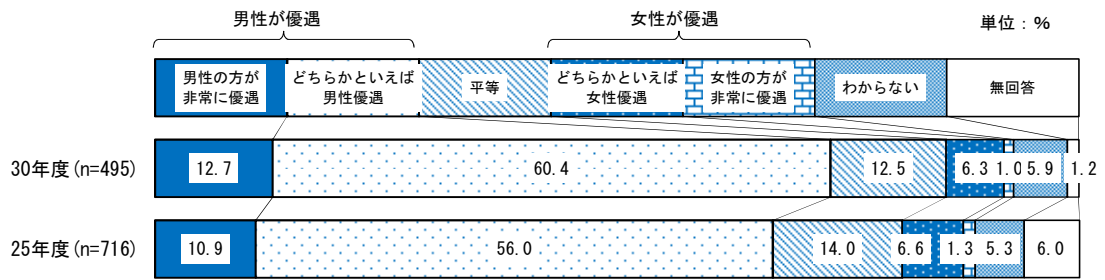 男性が優遇
女性が優遇
単位：%
男性の方が
非常に優遇
どちらかといえば
男性優遇
平等
どちらかといえば
女性優遇
女性の方が
非常に優遇
わからない
無回答
30年度(n=495)
12.7
60.4
12.5
6.3
1.0
5.9
1.2
25年度(n=716)
10.9
56.0
14.0
6.6
1.3
5.3
6.0